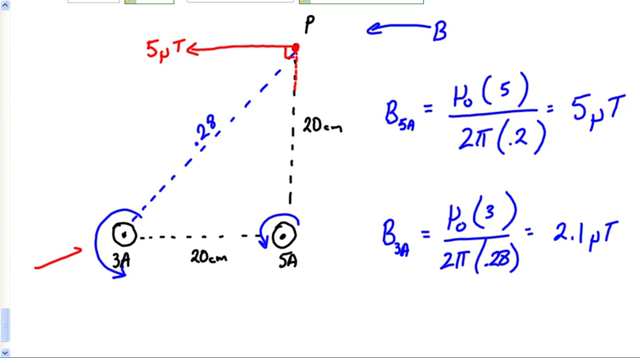 P
5μT
B
.28
20cm
B5A = μ0(5) / 2π(.2) = 5μT
3A
20cm
5A
B3A = μ0(3) / 2π(.28) = 2.1μT